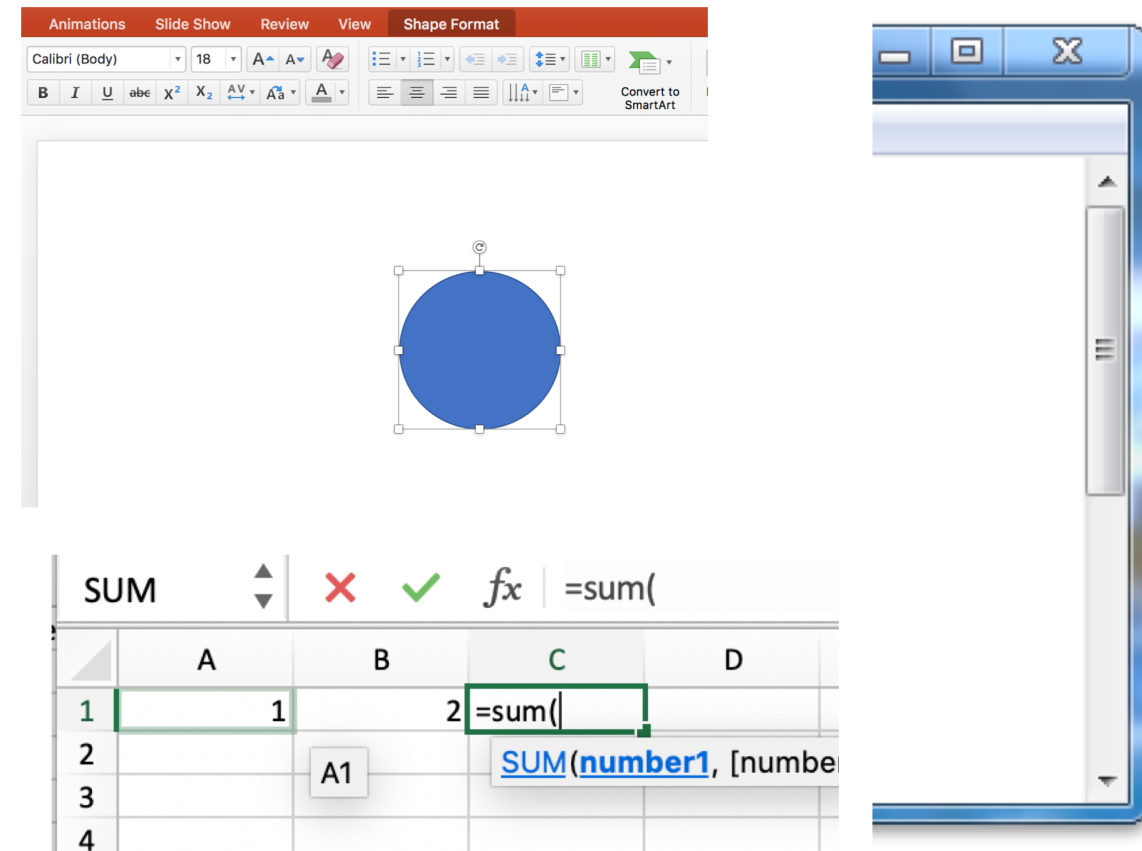 Animations Slide Show Review View Shape Format
Calibri (Body) 18 A A A
B I U abc X² X₂ AV Aa A A
Convert to
SmartArt
SUM fx =sum(
A B C D
1 1 2 =sum(
2 A1 SUM(number1, [number
3
4